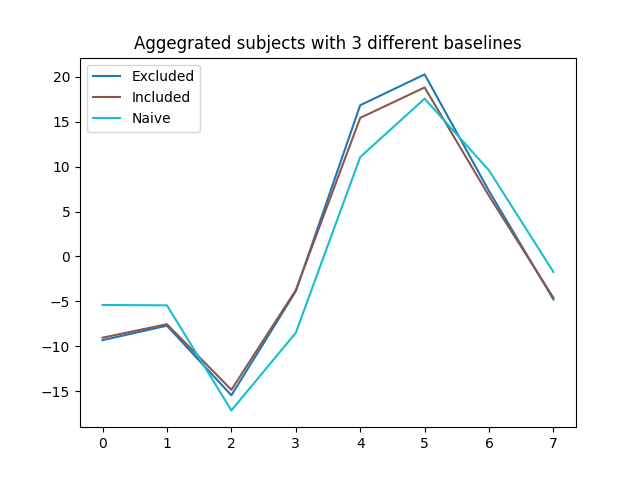 Aggegrated subjects with 3 different baselines
Excluded
Included
Naive
20
15
10
5
0
−5
−10
−15
0 1 2 3 4 5 6 7